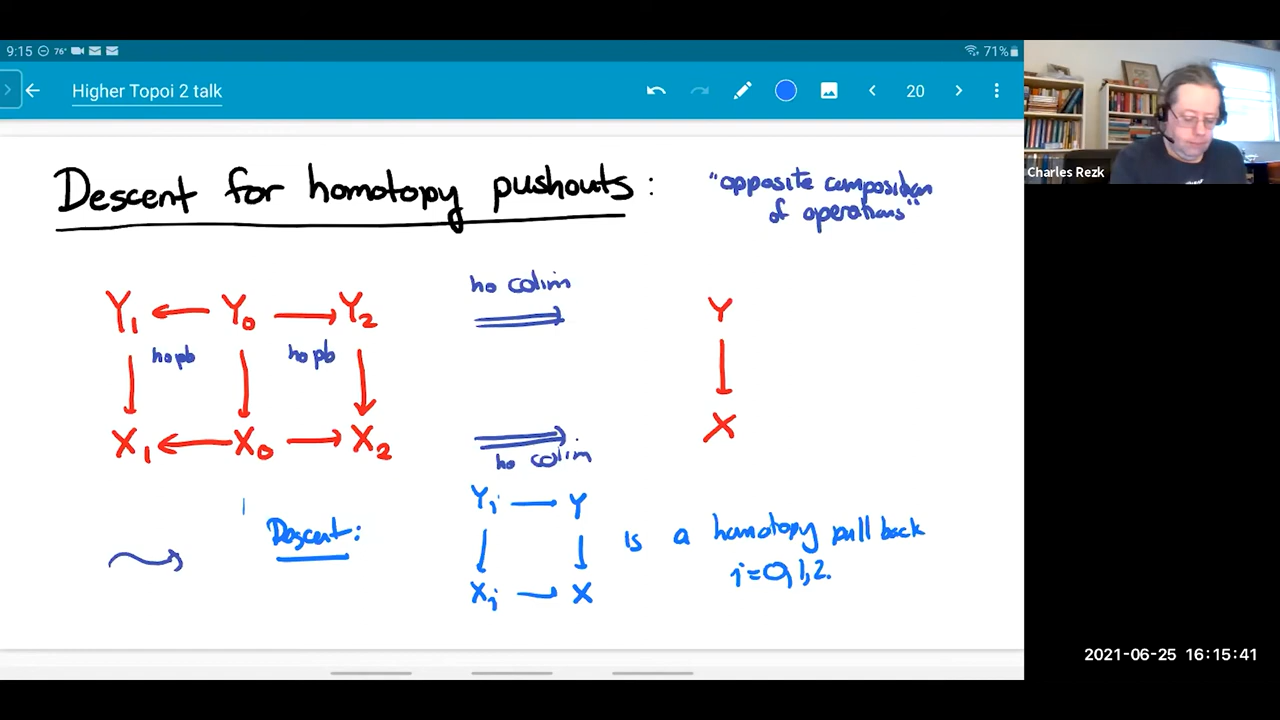 9:15 76° 71%
Higher Topoi 2 talk 20
Charles Rezk
Descent for homotopy pushouts:
"opposite composition
of operations"
ho colim
Y₁ ← Y₀ → Y₂ Y
ho pb ho pb
X₁ ← X₀ → X₂ X
ho colim
Yⱼ → Y
Descent: is a homotopy pull back
j=0,1,2.
Xⱼ → X
2021-06-25 16:15:41